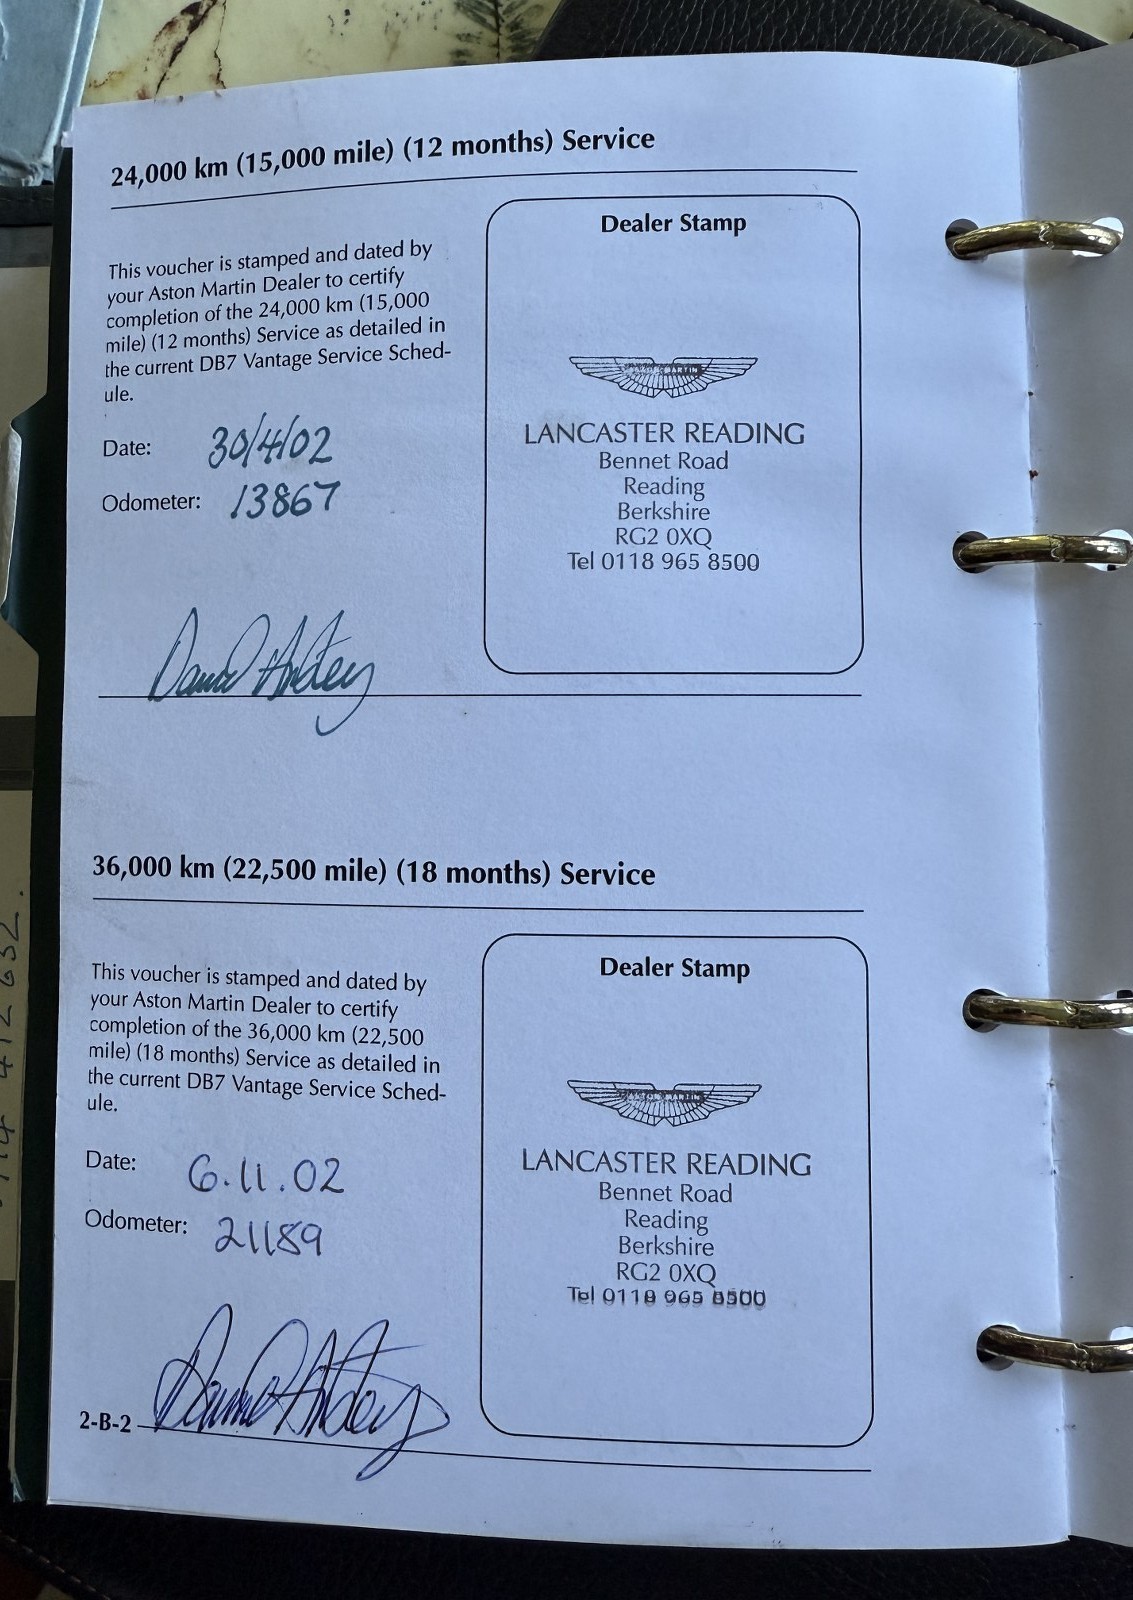 24,000 km (15,000 mile) (12 months) Service
This voucher is stamped and dated by
your Aston Martin Dealer to certify
completion of the 24,000 km (15,000
mile) (12 months) Service as detailed in
the current DB7 Vantage Service Sched-
ule.
Date: 30/4/02
Odometer: 13867
Dealer Stamp
ASTON MARTIN
LANCASTER READING
Bennet Road
Reading
Berkshire
RG2 0XQ
Tel 0118 965 8500
36,000 km (22,500 mile) (18 months) Service
This voucher is stamped and dated by
your Aston Martin Dealer to certify
completion of the 36,000 km (22,500
mile) (18 months) Service as detailed in
the current DB7 Vantage Service Sched-
ule.
Date: 6.11.02
Odometer: 21189
Dealer Stamp
ASTON MARTIN
LANCASTER READING
Bennet Road
Reading
Berkshire
RG2 0XQ
Tel 0118 965 8500
2-B-2